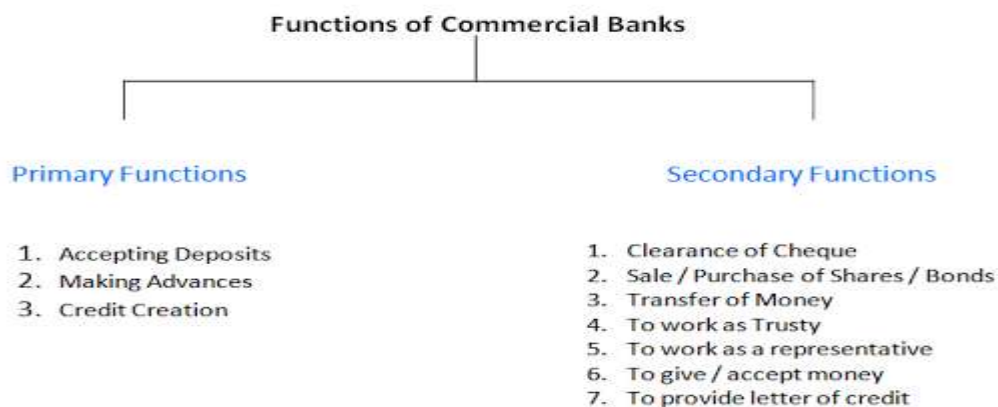 Functions of Commercial Banks
Primary Functions
1. Accepting Deposits
2. Making Advances
3. Credit Creation
Secondary Functions
1. Clearance of Cheque
2. Sale / Purchase of Shares / Bonds
3. Transfer of Money
4. To work as Trusty
5. To work as a representative
6. To give / accept money
7. To provide letter of credit